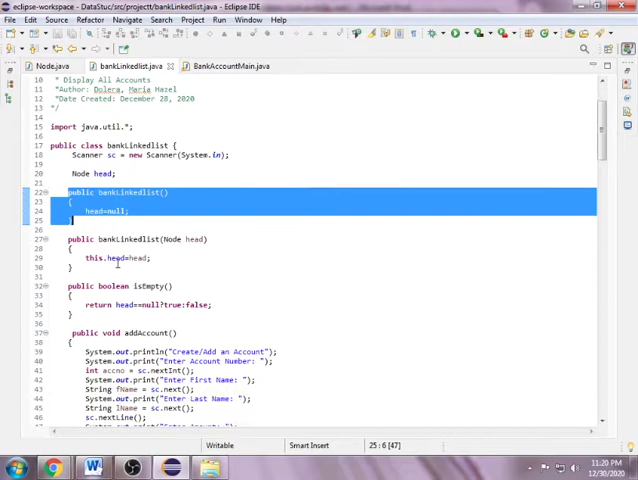 eclipse-workspace - DataStuc/src/projectt/bankLinkedlist.java - Eclipse IDE
File Edit Source Refactor Navigate Search Project Run Window Help
Node.java bankLinkedlist.java BankAccountMain.java
10 * Display All Accounts
11 *Author: Dolera, Maria Hazel
12 *Date Created: December 28, 2020
13 */
14
15 import java.util.*;
16
17 public class bankLinkedlist {
18 Scanner sc = new Scanner(System.in);
19
20 Node head;
21
22 public bankLinkedlist()
23 {
24 head=null;
25 }
26
27 public bankLinkedlist(Node head)
28 {
29 this.head=head;
30 }
31
32 public boolean isEmpty()
33 {
34 return head==null?true:false;
35 }
36
37 public void addAccount()
38 {
39 System.out.println("Create/Add an Account");
40 System.out.print("Enter Account Number: ");
41 int accno = sc.nextInt();
42 System.out.print("Enter First Name: ");
43 String fName = sc.next();
44 System.out.print("Enter Last Name: ");
45 String lName = sc.next();
46 sc.nextLine();
Writable Smart Insert 25 : 6 [47]
11:20 PM
12/30/2020